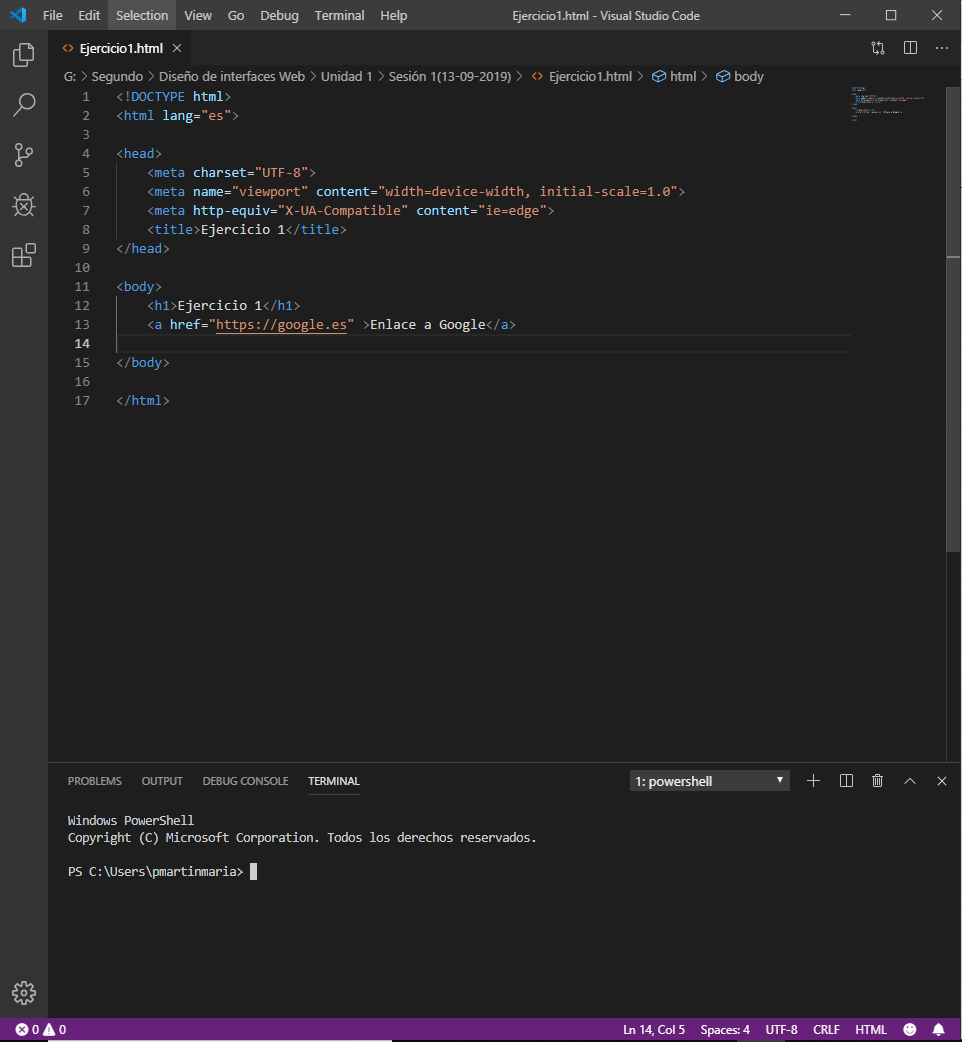 File Edit Selection View Go Debug Terminal Help Ejercicio1.html - Visual Studio Code
Ejercicio1.html
G: > Segundo > Diseño de interfaces Web > Unidad 1 > Sesión 1(13-09-2019) > Ejercicio1.html > html > body
1 <!DOCTYPE html>
2 <html lang="es">
3
4 <head>
5     <meta charset="UTF-8">
6     <meta name="viewport" content="width=device-width, initial-scale=1.0">
7     <meta http-equiv="X-UA-Compatible" content="ie=edge">
8     <title>Ejercicio 1</title>
9 </head>
10
11 <body>
12     <h1>Ejercicio 1</h1>
13     <a href="https://google.es" >Enlace a Google</a>
14
15 </body>
16
17 </html>
PROBLEMS OUTPUT DEBUG CONSOLE TERMINAL 1: powershell
Windows PowerShell
Copyright (C) Microsoft Corporation. Todos los derechos reservados.
PS C:\Users\pmartinmaria>
0 0 Ln 14, Col 5 Spaces: 4 UTF-8 CRLF HTML